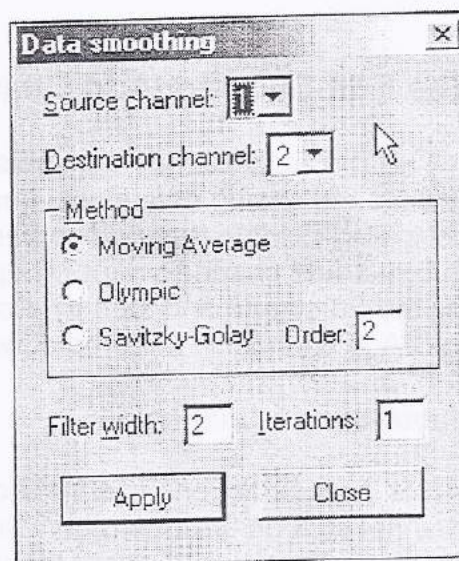 Data smoothing
Source channel: 1
Destination channel: 2
Method
Moving Average
Olympic
Savitzky-Golay Order: 2
Filter width: 2 Iterations: 1
Apply Close